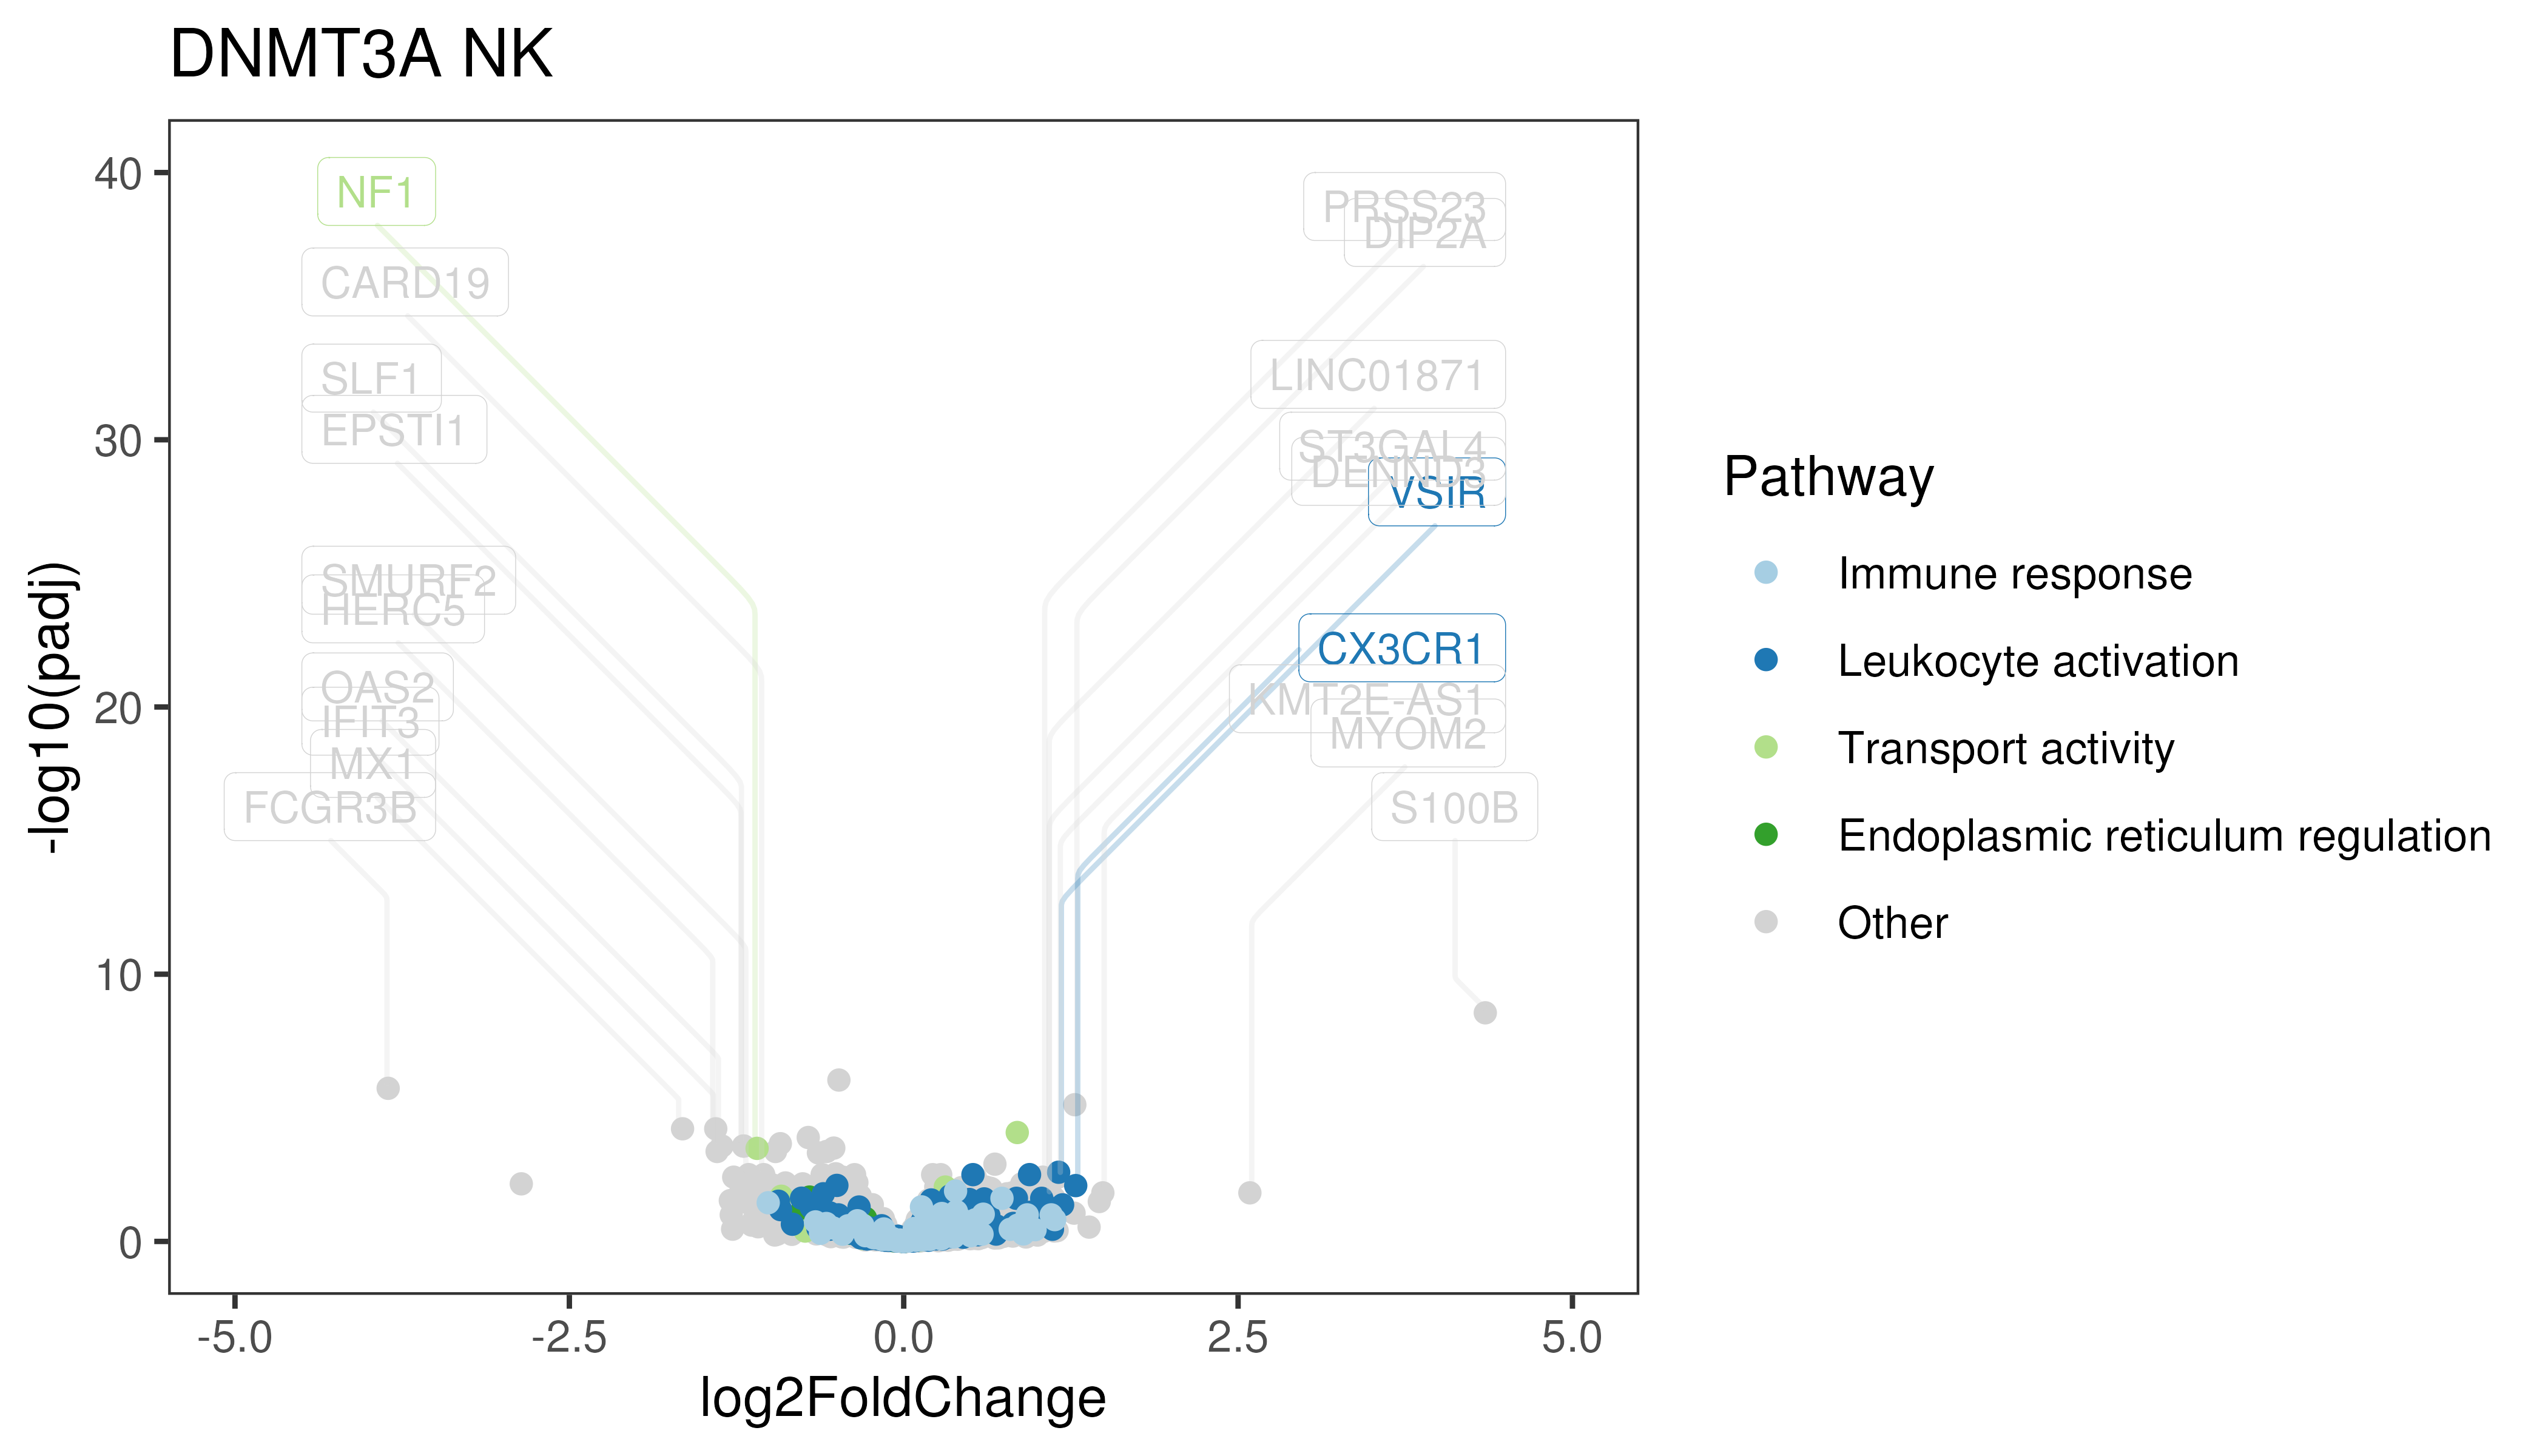 DNMT3A NK
-log10(padj)
40
30
20
10
0
NF1
CARD19
SLF1
EPSTI1
SMURF2
HERC5
OAS2
IFIT3
MX1
FCGR3B
PRSS23
DIP2A
LINC01871
ST3GAL4
DENND3
VSIR
CX3CR1
KMT2E-AS1
MYOM2
S100B
-5.0
-2.5
0.0
2.5
5.0
log2FoldChange
Pathway
Immune response
Leukocyte activation
Transport activity
Endoplasmic reticulum regulation
Other